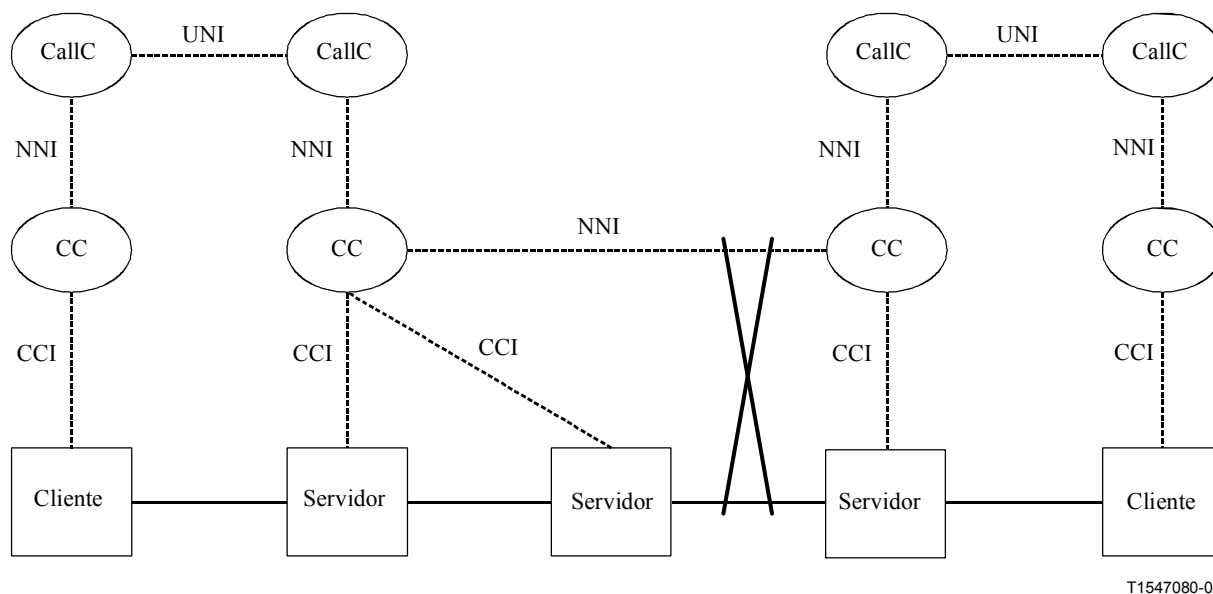 UNI UNI
CallC CallC CallC CallC
NNI NNI NNI NNI
NNI
CC CC CC CC
CCI CCI CCI CCI CCI
Cliente Servidor Servidor Servidor Cliente
T1547080-0